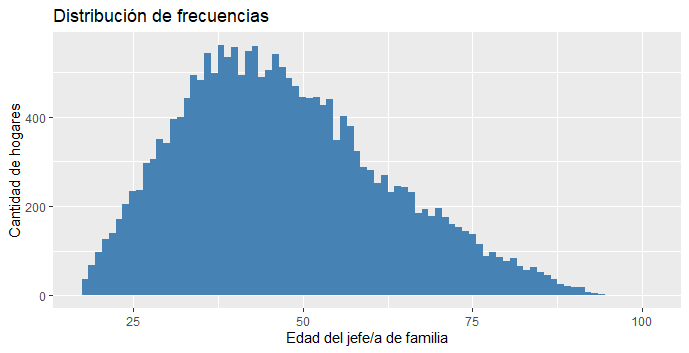 Distribución de frecuencias
Cantidad de hogares
400
200
0
25
50
75
100
Edad del jefe/a de familia